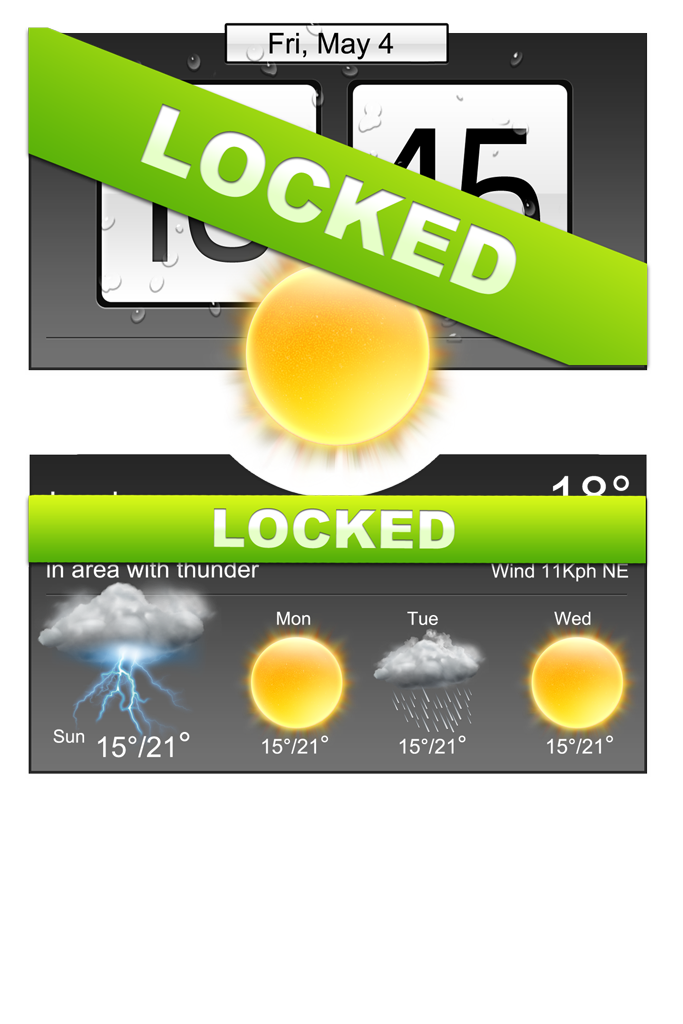 Fri, May 4
45
LOCKED
18°
LOCKED
in area with thunder
Wind 11Kph NE
Mon
Tue
Wed
Sun
15°/21°
15°/21°
15°/21°
15°/21°